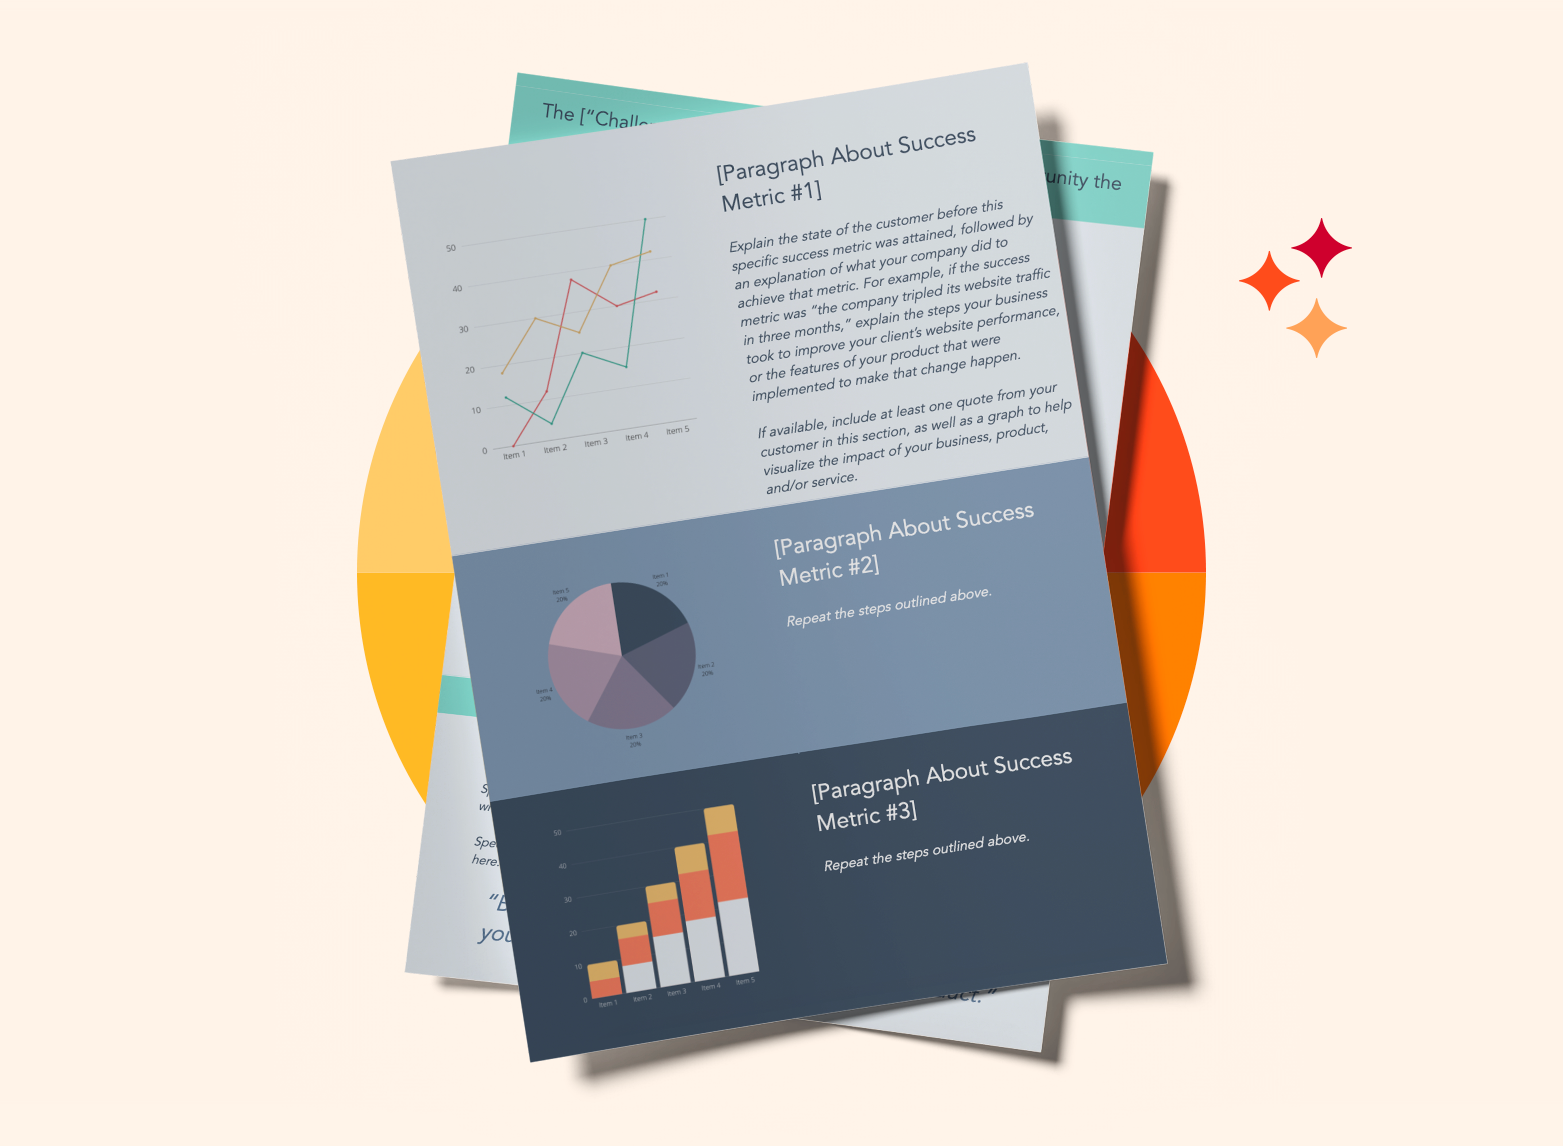 The [“Challe
unity the
[Paragraph About Success
Metric #1]
Explain the state of the customer before this
specific success metric was attained, followed by
an explanation of what your company did to
achieve that metric. For example, if the success
metric was “the company tripled its website traffic
in three months,” explain the steps your business
took to improve your client’s website performance,
or the features of your product that were
implemented to make that change happen.
If available, include at least one quote from your
customer in this section, as well as a graph to help
visualize the impact of your business, product,
and/or service.
50
40
30
20
10
0
Item 1 Item 2 Item 3 Item 4 Item 5
[Paragraph About Success
Metric #2]
Repeat the steps outlined above.
Item 1
20%
Item 2
20%
Item 3
20%
Item 4
20%
Item 5
20%
[Paragraph About Success
Metric #3]
Repeat the steps outlined above.
50
40
30
20
10
0
Item 1 Item 2 Item 3 Item 4 Item 5
Spe
here.
you